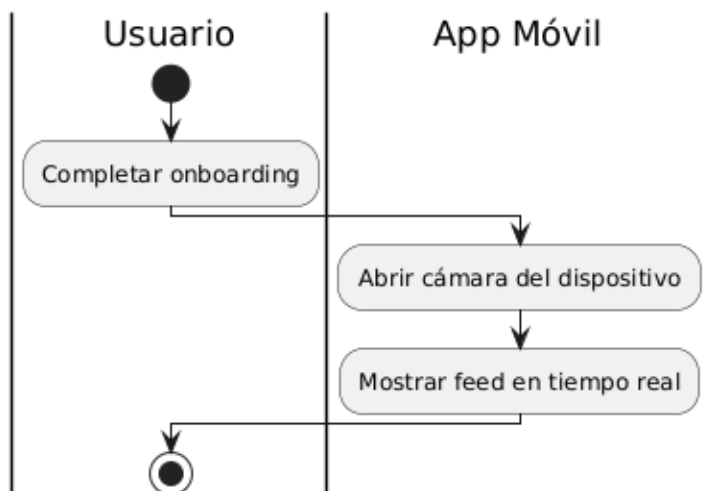 Usuario
App Móvil
Completar onboarding
Abrir cámara del dispositivo
Mostrar feed en tiempo real